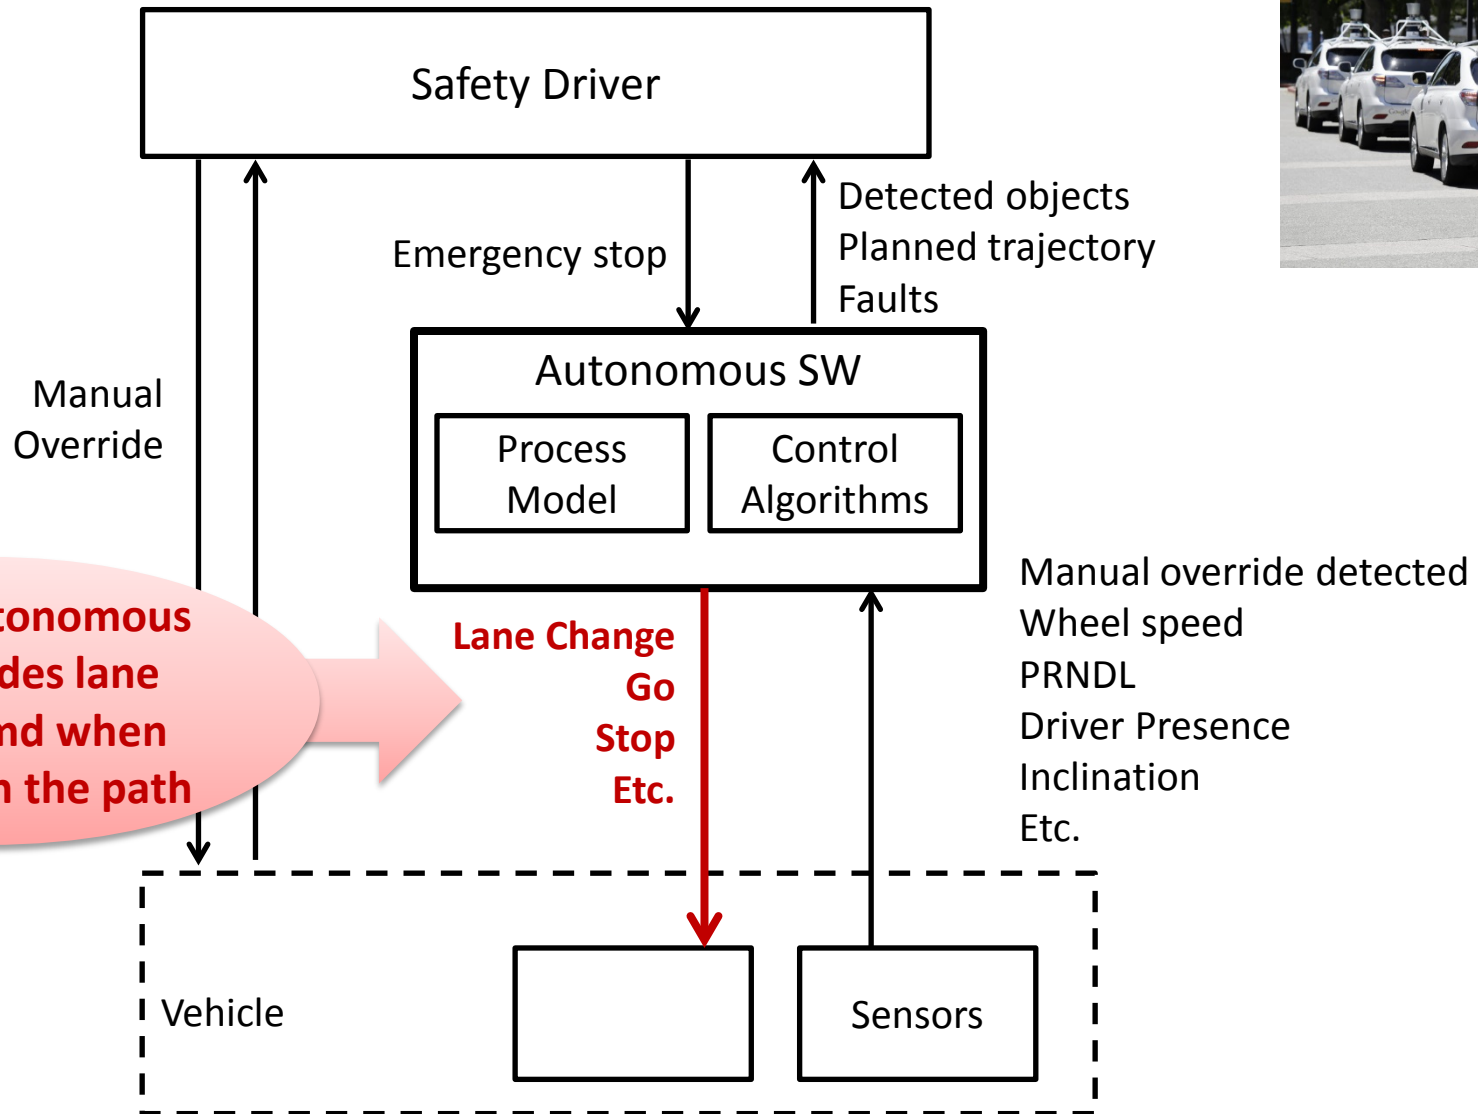 Safety Driver
Emergency stop
Detected objects
Planned trajectory
Faults
Manual
Override
Autonomous SW
Process
Model
Control
Algorithms
tonomous
des lane
nd when
n the path
Lane Change
Go
Stop
Etc.
Manual override detected
Wheel speed
PRNDL
Driver Presence
Inclination
Etc.
Vehicle
Sensors